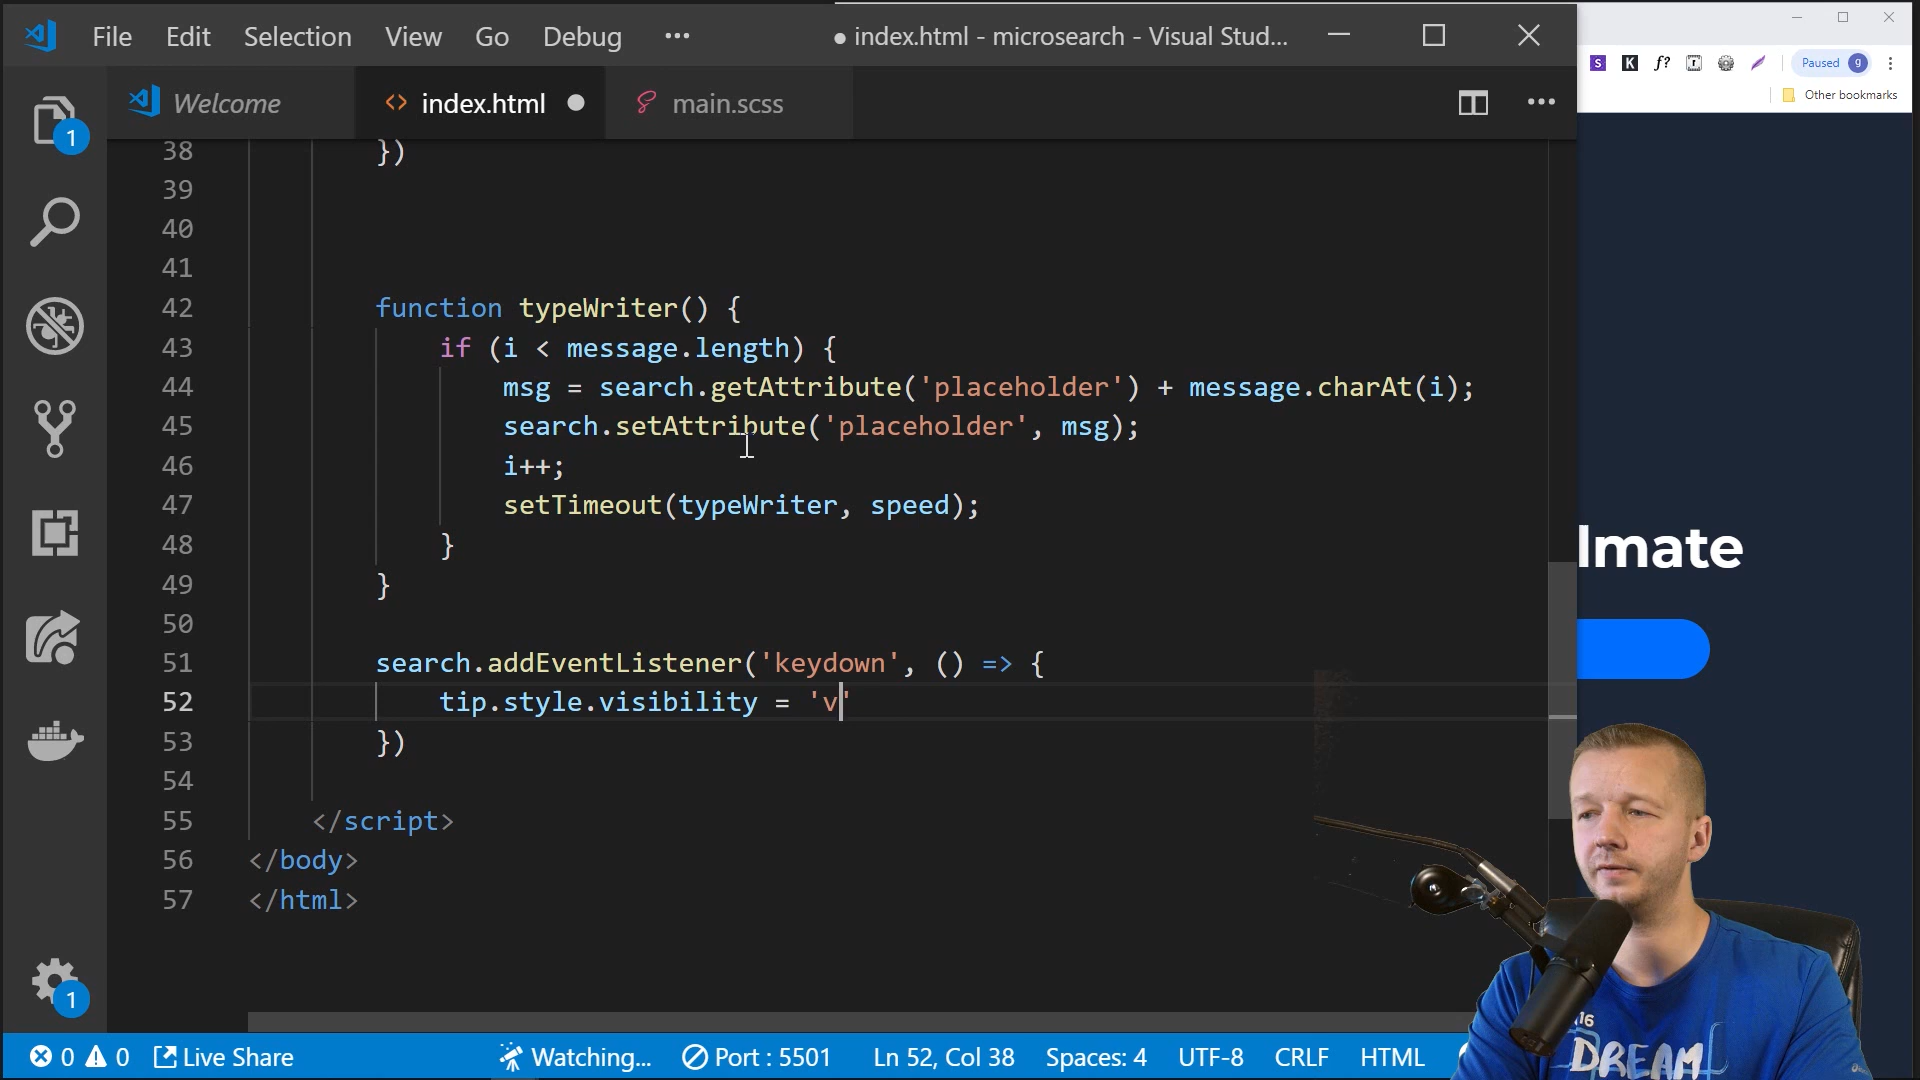 File Edit Selection View Go Debug ••• ● index.html - microsearch - Visual Stud...
Welcome index.html main.scss
Paused g
Other bookmarks
38 })
39
40
41
42 function typeWriter() {
43 if (i < message.length) {
44 msg = search.getAttribute('placeholder') + message.charAt(i);
45 search.setAttribute('placeholder', msg);
46 i++;
47 setTimeout(typeWriter, speed);
48 }
49 }
50
51 search.addEventListener('keydown', () => {
52 tip.style.visibility = 'v'
53 })
54
55 </script>
56 </body>
57 </html>
1
1
lmate
16
DREAM
0 0 Live Share Watching... Port : 5501 Ln 52, Col 38 Spaces: 4 UTF-8 CRLF HTML